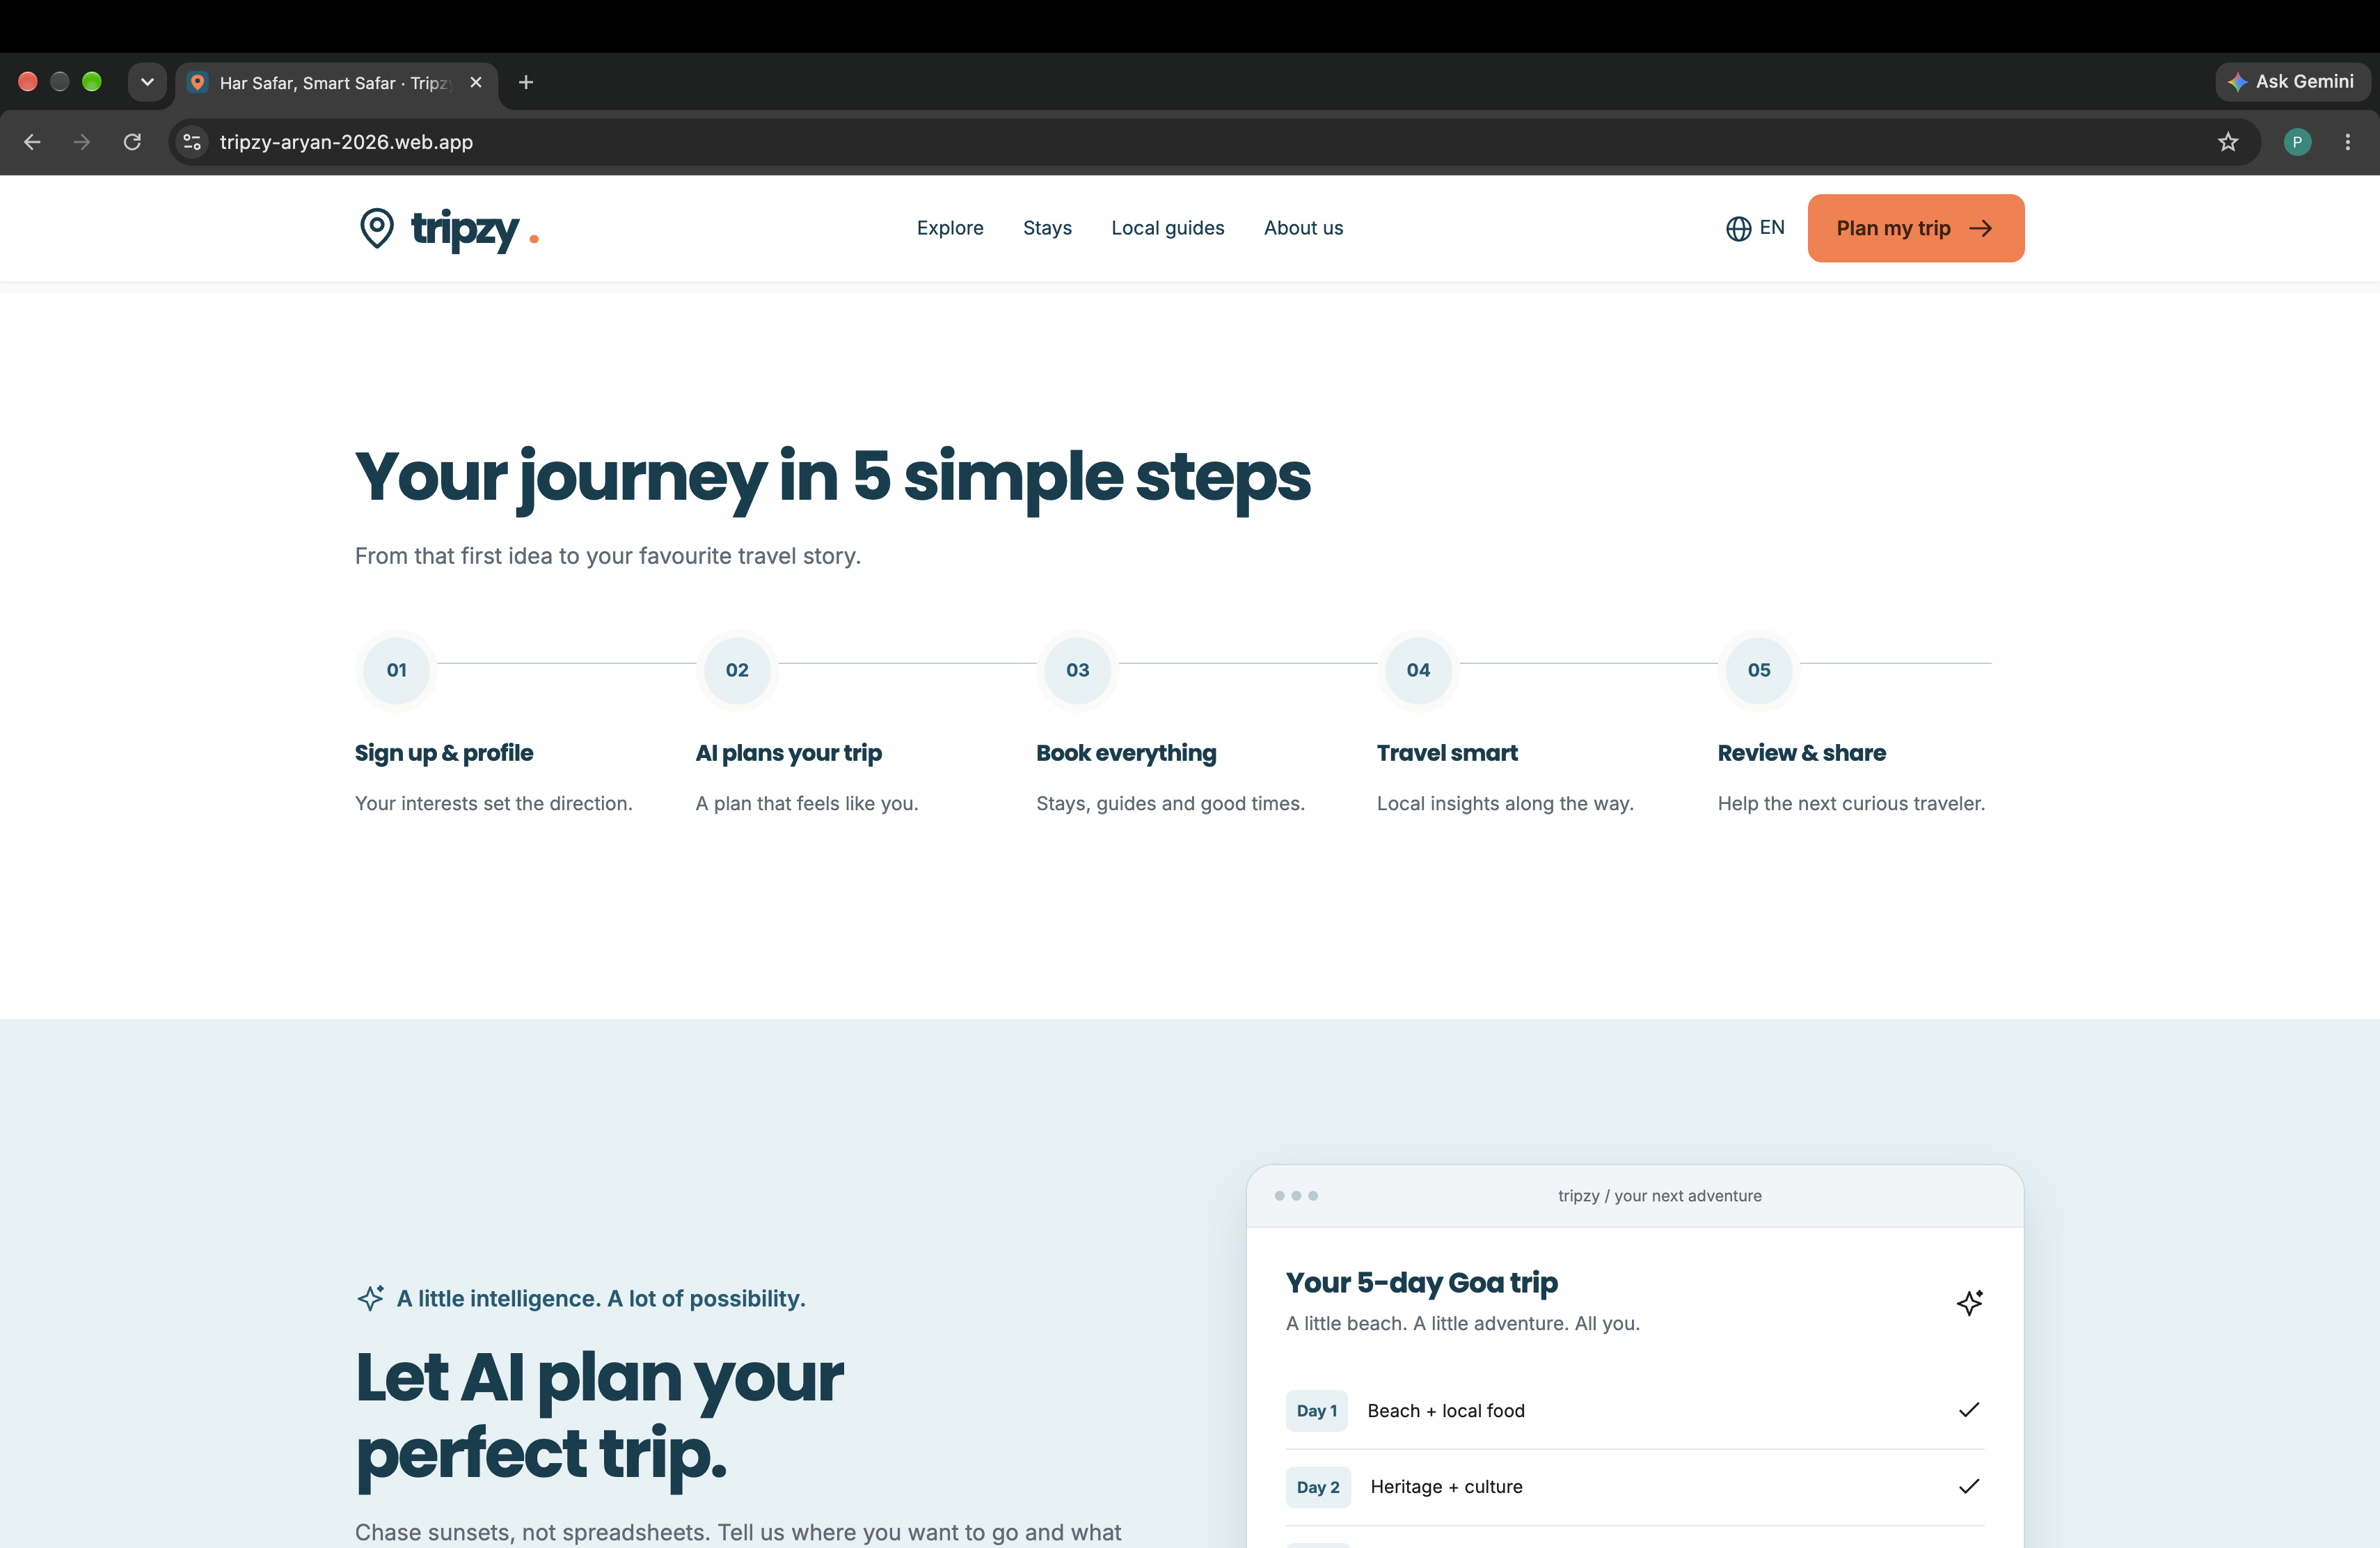 Har Safar, Smart Safar · Tripzy
Ask Gemini
tripzy-aryan-2026.web.app
P
tripzy.
Explore
Stays
Local guides
About us
EN
Plan my trip
Your journey in 5 simple steps
From that first idea to your favourite travel story.
01
02
03
04
05
Sign up & profile
AI plans your trip
Book everything
Travel smart
Review & share
Your interests set the direction.
A plan that feels like you.
Stays, guides and good times.
Local insights along the way.
Help the next curious traveler.
A little intelligence. A lot of possibility.
Let AI plan your
perfect trip.
Chase sunsets, not spreadsheets. Tell us where you want to go and what
tripzy / your next adventure
Your 5-day Goa trip
A little beach. A little adventure. All you.
Day 1
Beach + local food
Day 2
Heritage + culture